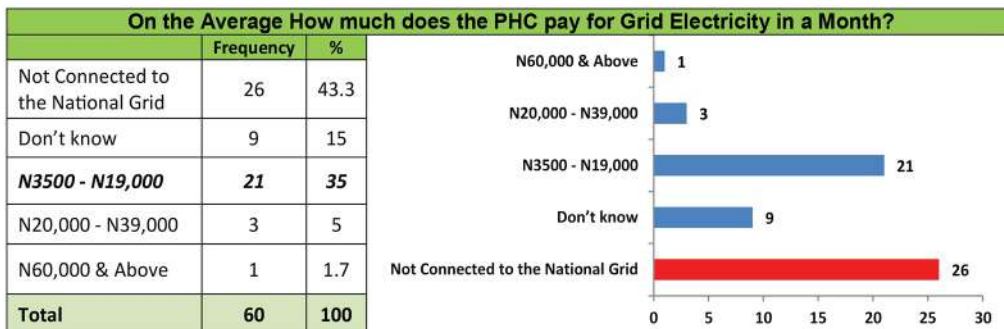 On the Average How much does the PHC pay for Grid Electricity in a Month?
Frequency %
Not Connected to
the National Grid 26 43.3
Don't know 9 15
N3500 - N19,000 21 35
N20,000 - N39,000 3 5
N60,000 & Above 1 1.7
Total 60 100
N60,000 & Above 1
N20,000 - N39,000 3
N3500 - N19,000 21
Don't know 9
Not Connected to the National Grid 26
0 5 10 15 20 25 30